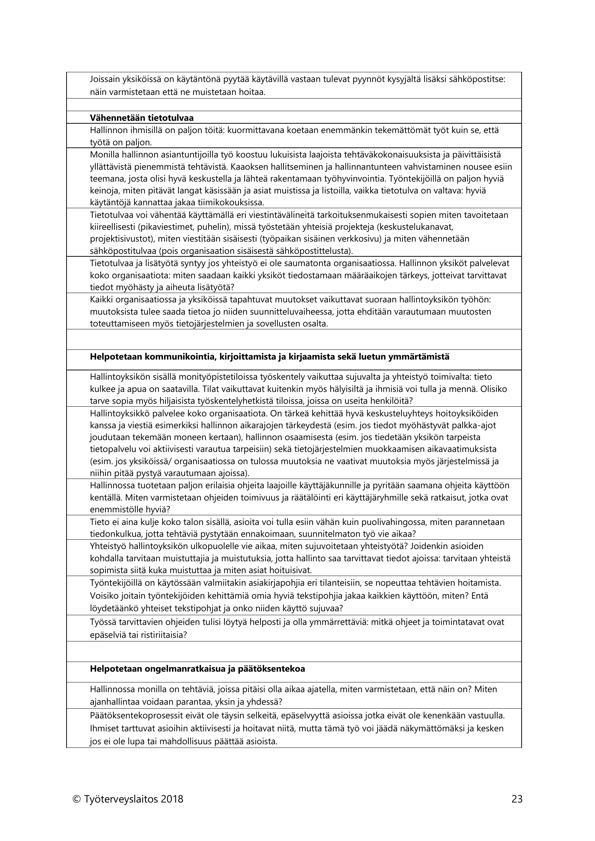 Joissain yksiköissä on käytäntönä pyytää käytävillä vastaan tulevat pyynnöt kysyjältä lisäksi sähköpostitse:
näin varmistetaan että ne muistetaan hoitaa.
Vähennetään tietotulvaa
Hallinnon ihmisillä on paljon töitä: kuormittavana koetaan enemmänkin tekemättömät työt kuin se, että
työtä on paljon.
Monilla hallinnon asiantuntijoilla työ koostuu lukuisista laajoista tehtäväkokonaisuuksista ja päivittäisistä
yllättävistä pienemmistä tehtävistä. Kaaoksen hallitseminen ja hallinnantunteen vahvistaminen nousee esiin
teemana, josta olisi hyvä keskustella ja lähteä rakentamaan työhyvinvointia. Työntekijöillä on paljon hyviä
keinoja, miten pitävät langat käsissään ja asiat muistissa ja listoilla, vaikka tietotulva on valtava: hyviä
käytäntöjä kannattaa jakaa tiimikokouksissa.
Tietotulvaa voi vähentää käyttämällä eri viestintävälineitä tarkoituksenmukaisesti sopien miten tavoitetaan
kiireellisesti (pikaviestimet, puhelin), missä työstetään yhteisiä projekteja (keskustelukanavat,
projektisivustot), miten viestitään sisäisesti (työpaikan sisäinen verkkosivu) ja miten vähennetään
sähköpostitulvaa (pois organisaation sisäisestä sähköpostittelusta).
Tietotulvaa ja lisätyötä syntyy jos yhteistyö ei ole saumatonta organisaatiossa. Hallinnon yksiköt palvelevat
koko organisaatiota: miten saadaan kaikki yksiköt tiedostamaan määräaikojen tärkeys, jotteivat tarvittavat
tiedot myöhästy ja aiheuta lisätyötä?
Kaikki organisaatiossa ja yksiköissä tapahtuvat muutokset vaikuttavat suoraan hallintoyksikön työhön:
muutoksista tulee saada tietoa jo niiden suunnitteluvaiheessa, jotta ehditään varautumaan muutosten
toteuttamiseen myös tietojärjestelmien ja sovellusten osalta.
Helpotetaan kommunikointia, kirjoittamista ja kirjaamista sekä luetun ymmärtämistä
Hallintoyksikön sisällä monityöpistetiloissa työskentely vaikuttaa sujuvalta ja yhteistyö toimivalta: tieto
kulkee ja apua on saatavilla. Tilat vaikuttavat kuitenkin myös hälyisiltä ja ihmisiä voi tulla ja mennä. Olisiko
tarve sopia myös hiljaisista työskentelyhetkistä tiloissa, joissa on useita henkilöitä?
Hallintoyksikkö palvelee koko organisaatiota. On tärkeä kehittää hyvä keskusteluyhteys hoitoyksiköiden
kanssa ja viestiä esimerkiksi hallinnon aikarajojen tärkeydestä (esim. jos tiedot myöhästyvät palkka-ajot
joudutaan tekemään moneen kertaan), hallinnon osaamisesta (esim. jos tiedetään yksikön tarpeista
tietopalvelu voi aktiivisesti varautua tarpeisiin) sekä tietojärjestelmien muokkaamisen aikavaatimuksista
(esim. jos yksiköissä/ organisaatiossa on tulossa muutoksia ne vaativat muutoksia myös järjestelmissä ja
niihin pitää pystyä varautumaan ajoissa).
Hallinnossa tuotetaan paljon erilaisia ohjeita laajoille käyttäjäkunnille ja pyritään saamana ohjeita käyttöön
kentällä. Miten varmistetaan ohjeiden toimivuus ja räätälöinti eri käyttäjäryhmille sekä ratkaisut, jotka ovat
enemmistölle hyviä?
Tieto ei aina kulje koko talon sisällä, asioita voi tulla esiin vähän kuin puolivahingossa, miten parannetaan
tiedonkulkua, jotta tehtäviä pystytään ennakoimaan, suunnitelmaton työ vie aikaa?
Yhteistyö hallintoyksikön ulkopuolelle vie aikaa, miten sujuvoitetaan yhteistyötä? Joidenkin asioiden
kohdalla tarvitaan muistuttajia ja muistutuksia, jotta hallinto saa tarvittavat tiedot ajoissa: tarvitaan yhteistä
sopimista siitä kuka muistuttaa ja miten asiat hoituisivat.
Työntekijöillä on käytössään valmiitakin asiakirjapohjia eri tilanteisiin, se nopeuttaa tehtävien hoitamista.
Voisiko joitain työntekijöiden kehittämiä omia hyviä tekstipohjia jakaa kaikkien käyttöön, miten? Entä
löydetäänkö yhteiset tekstipohjat ja onko niiden käyttö sujuvaa?
Työssä tarvittavien ohjeiden tulisi löytyä helposti ja olla ymmärrettäviä: mitkä ohjeet ja toimintatavat ovat
epäselviä tai ristiriitaisia?
Helpotetaan ongelmanratkaisua ja päätöksentekoa
Hallinnossa monilla on tehtäviä, joissa pitäisi olla aikaa ajatella, miten varmistetaan, että näin on? Miten
ajanhallintaa voidaan parantaa, yksin ja yhdessä?
Päätöksentekoprosessit eivät ole täysin selkeitä, epäselvyyttä asioissa jotka eivät ole kenenkään vastuulla.
Ihmiset tarttuvat asioihin aktiivisesti ja hoitavat niitä, mutta tämä työ voi jäädä näkymättömäksi ja kesken
jos ei ole lupa tai mahdollisuus päättää asioista.
© Työterveyslaitos 2018
23